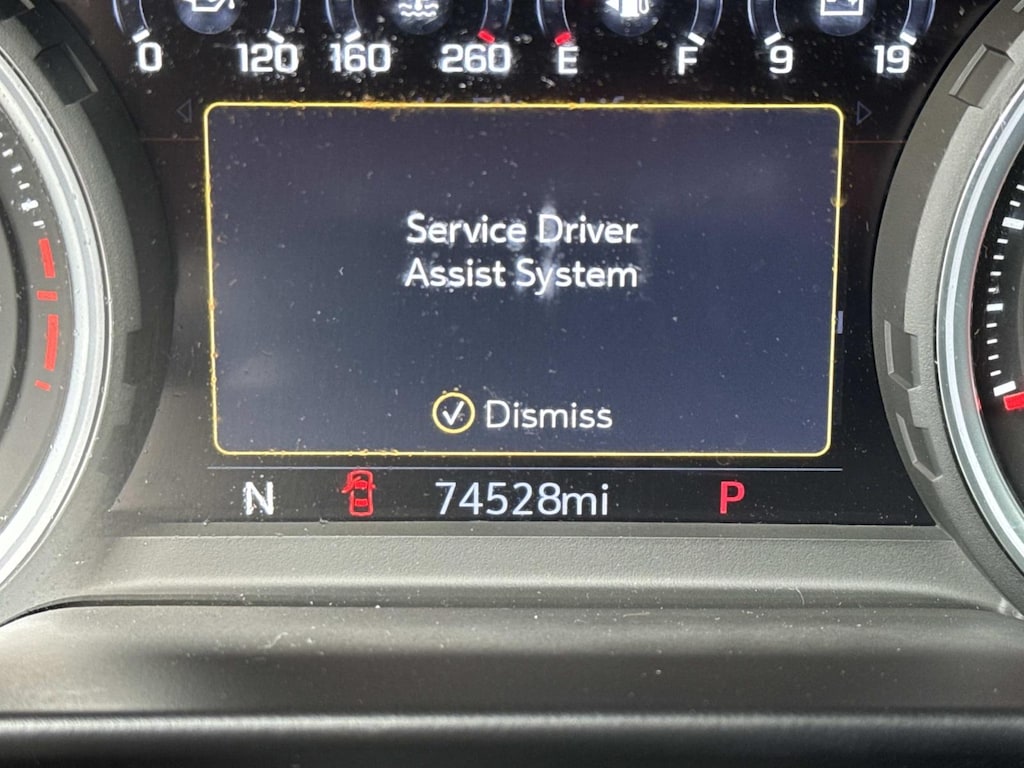 0 120 160 260 E F 9 19
Service Driver
Assist System
Dismiss
N 74528mi P